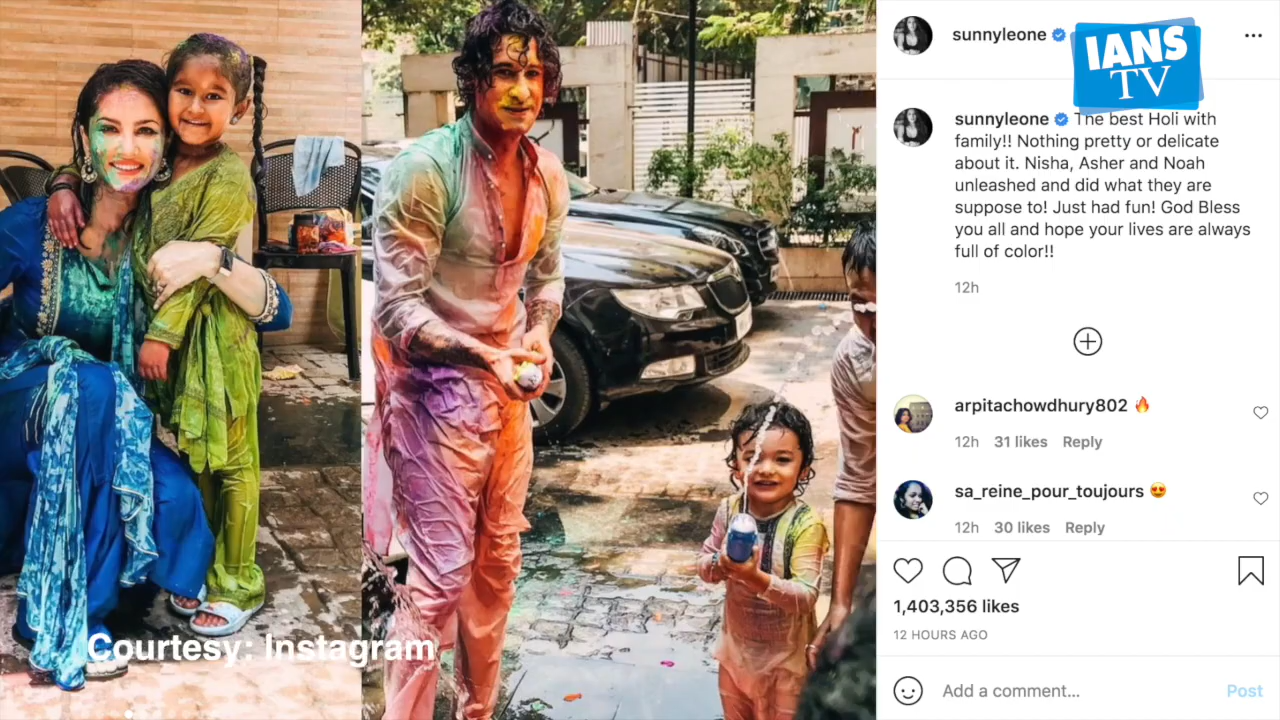 sunnyleone
IANS
TV
sunnyleone The best Holi with
family!! Nothing pretty or delicate
about it. Nisha, Asher and Noah
unleashed and did what they are
suppose to! Just had fun! God Bless
you all and hope your lives are always
full of color!!
12h
arpitachowdhury802 🔥
12h 31 likes Reply
sa_reine_pour_toujours 😍
12h 30 likes Reply
1,403,356 likes
12 HOURS AGO
Add a comment... Post
Courtesy: Instagram